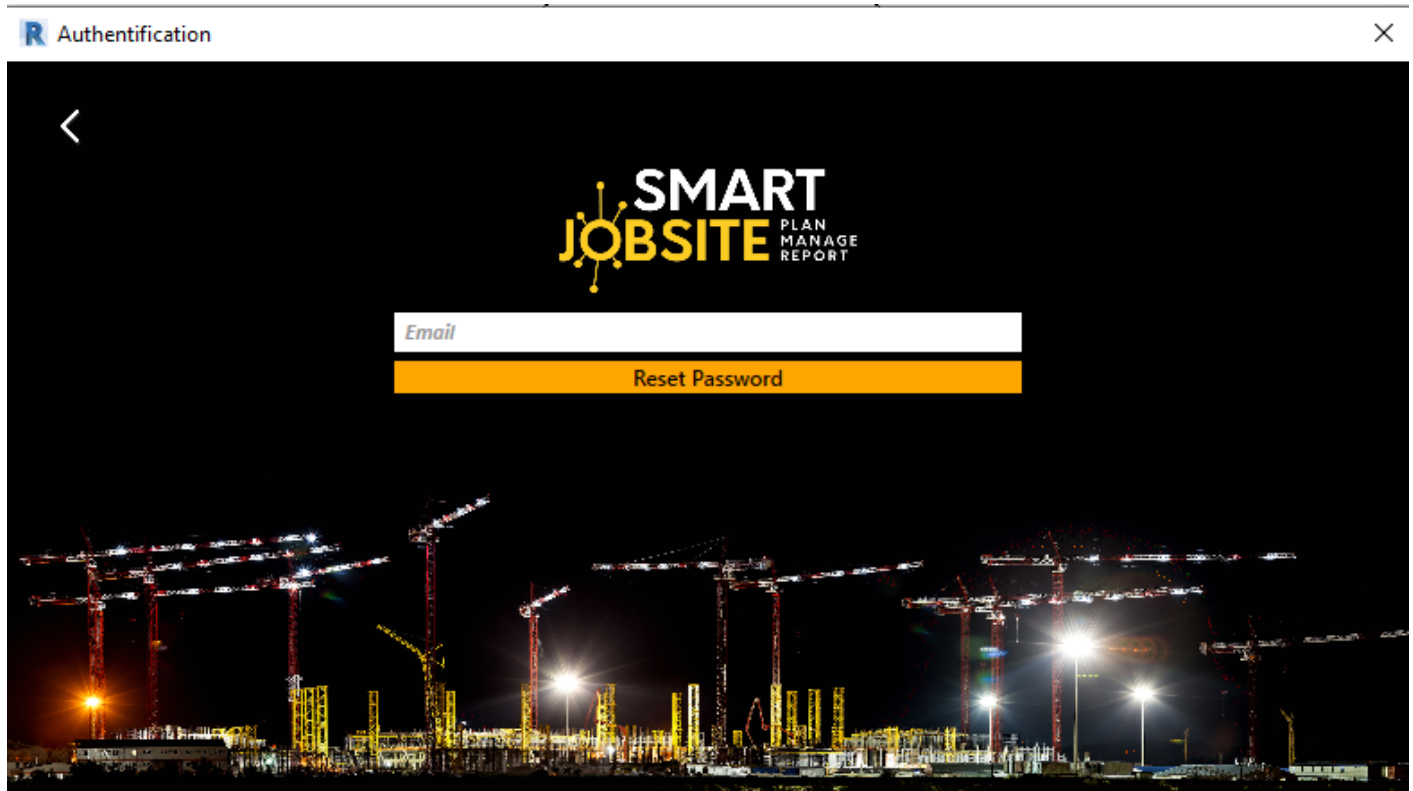 Authentification
SMART
JOBSITE
PLAN
MANAGE
REPORT
Email
Reset Password